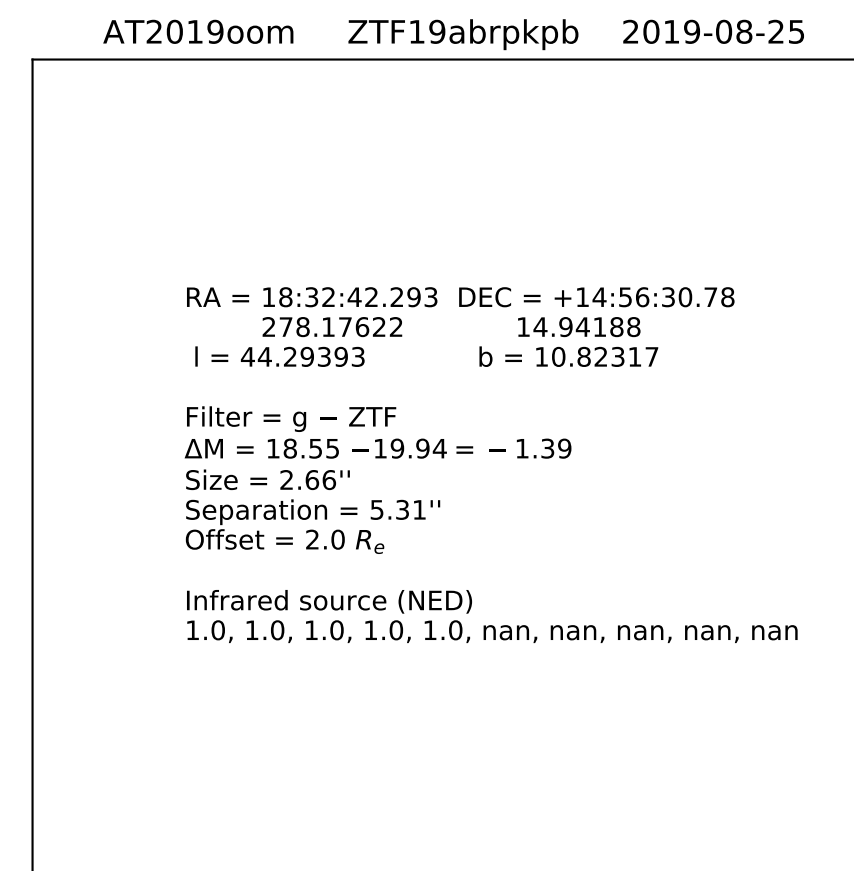 AT2019oom ZTF19abrpkpb 2019-08-25
RA = 18:32:42.293 DEC = +14:56:30.78
278.17622 14.94188
l = 44.29393 b = 10.82317
Filter = g − ZTF
ΔM = 18.55 −19.94 = − 1.39
Size = 2.66''
Separation = 5.31''
Offset = 2.0 Re
Infrared source (NED)
1.0, 1.0, 1.0, 1.0, 1.0, nan, nan, nan, nan, nan